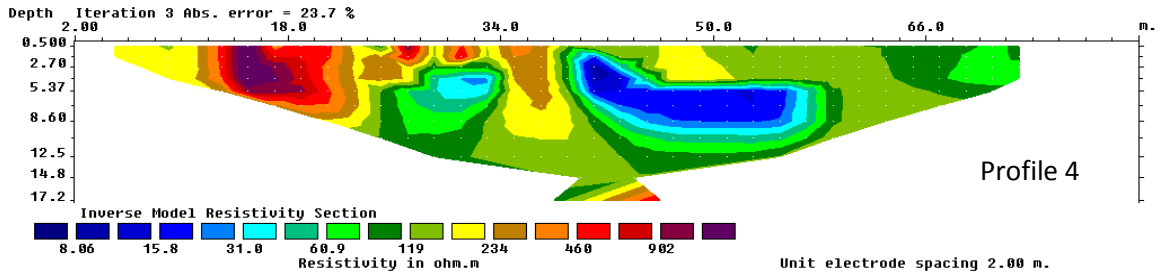 Depth Iteration 3 Abs. error = 23.7 %
2.00 18.0 34.0 50.0 66.0 m.
0.500
2.70
5.37
8.60
12.5
14.8
17.2
Profile 4
Inverse Model Resistivity Section
8.06 15.8 31.0 60.9 119 234 460 902
Resistivity in ohm.m Unit electrode spacing 2.00 m.